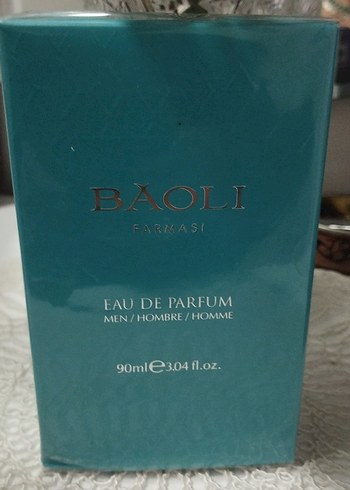 BAOLI
FARMASI
EAU DE PARFUM
MEN / HOMBRE / HOMME
90ml℮3.04 fl.oz.